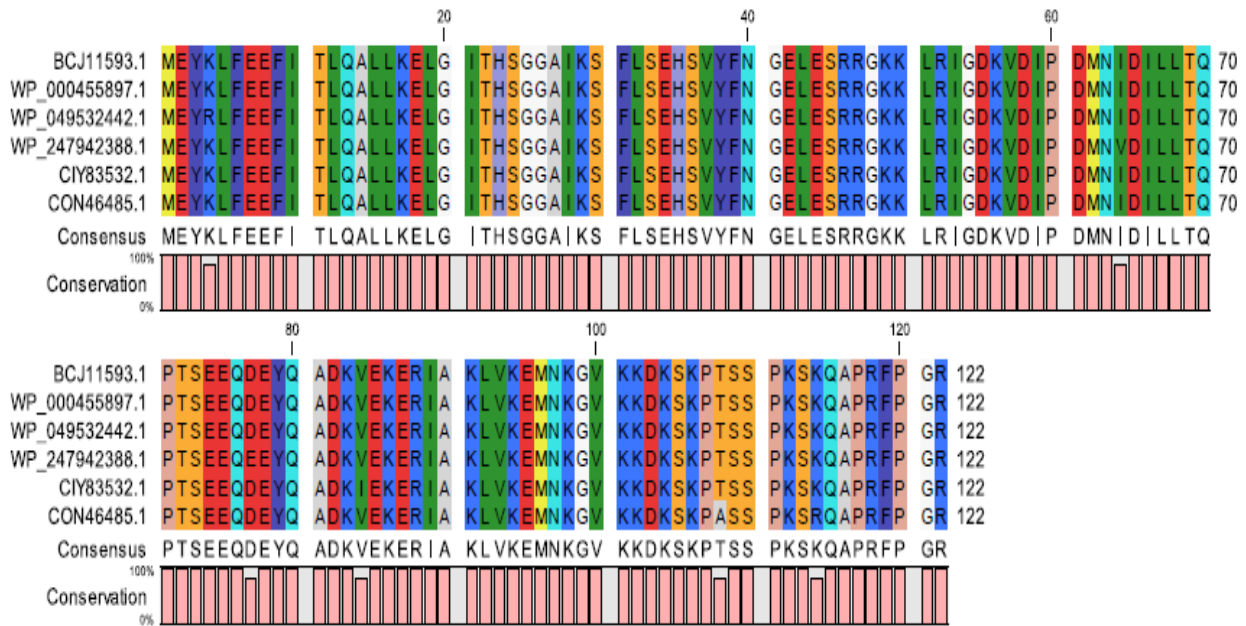 20 40 60
BCJ11593.1 MEYKLFEEFI TLQALLKELG ITHSGGAIKS FLSEHSVYFN GELESRRGKK LRIGDKVDIP DMNIDILLTQ 70
WP_000455897.1 MEYKLFEEFI TLQALLKELG ITHSGGAIKS FLSEHSVYFN GELESRRGKK LRIGDKVDIP DMNIDILLTQ 70
WP_049532442.1 MEYRLFEEFI TLQALLKELG ITHSGGAIKS FLSEHSVYFN GELESRRGKK LRIGDKVDIP DMNIDILLTQ 70
WP_247942388.1 MEYKLFEEFI TLQALLKELG ITHSGGAIKS FLSEHSVYFN GELESRRGKK LRIGDKVDIP DMNVDILLTQ 70
CIY83532.1 MEYKLFEEFI TLQALLKELG ITHSGGAIKS FLSEHSVYFN GELESRRGKK LRIGDKVDIP DMNIDILLTQ 70
CON46485.1 MEYKLFEEFI TLQALLKELG ITHSGGAIKS FLSEHSVYFN GELESRRGKK LRIGDKVDIP DMNIDILLTQ 70
Consensus MEYKLFEEFI TLQALLKELG ITHSGGAIKS FLSEHSVYFN GELESRRGKK LRIGDKVDIP DMNIDILLTQ
100%
Conservation
0%
80 100 120
BCJ11593.1 PTSEEQDEYQ ADKVEKERIA KLVKEMNKGV KKDKSKPTSS PKSKQAPRFP GR 122
WP_000455897.1 PTSEEQDEYQ ADKVEKERIA KLVKEMNKGV KKDKSKPTSS PKSKQAPRFP GR 122
WP_049532442.1 PTSEEQDEYQ ADKVEKERIA KLVKEMNKGV KKDKSKPTSS PKSKQAPRFP GR 122
WP_247942388.1 PTSEEQEEYQ ADKVEKERIA KLVKEMNKGV KKDKSKPTSS PKSKQAPRFP GR 122
CIY83532.1 PTSEEQDEYQ ADKIEKERIA KLVKEMNKGV KKDKSKPTSS PKSKQAPRFP GR 122
CON46485.1 PTSEEQDEYQ ADKVEKERIA KLVKEMNKGV KKDKSKPASS PKSRQAPRFP GR 122
Consensus PTSEEQDEYQ ADKVEKERIA KLVKEMNKGV KKDKSKPTSS PKSKQAPRFP GR
100%
Conservation
0%